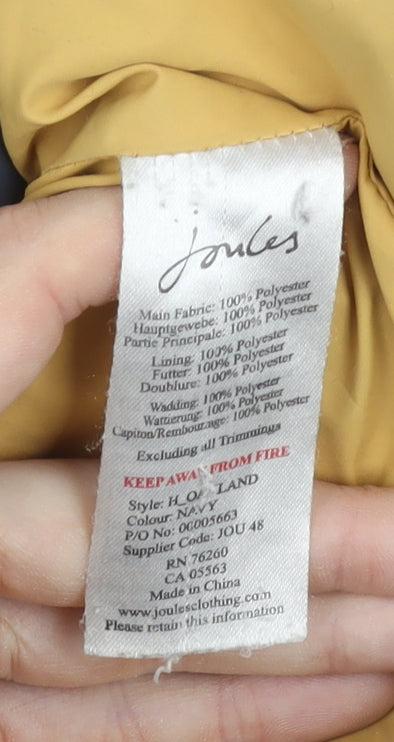 Joules
Main Fabric: 100% Polyester
Hauptgewebe: 100% Polyester
Partie Principale: 100% Polyester
Lining: 100% Polyester
Futter: 100% Polyester
Doublure: 100% Polyester
Wadding: 100% Polyester
Wattierung: 100% Polyester
Capiton/Rembourage: 100% Polyester
Excluding all Trimmings
KEEP AWAY FROM FIRE
Style:
Colour: NAVY
P/O No: 00005663
Supplier Code: JOU 48
RN 76260
CA 05563
Made in China
www.joulesclothing.com
Please retain this information